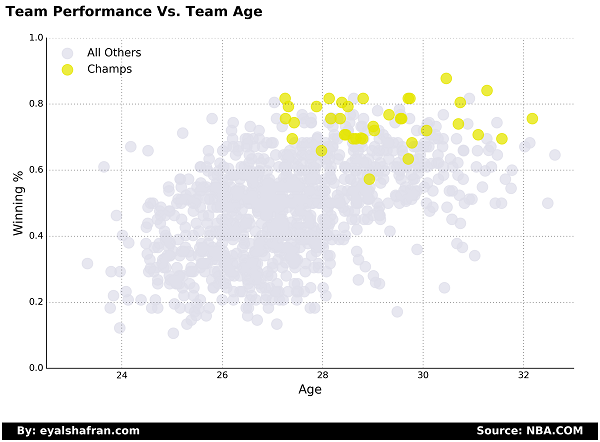 Team Performance Vs. Team Age
1.0
All Others
Champs
0.8
0.6
Winning %
0.4
0.2
0.0
24 26 28 30 32
Age
By: eyalshafran.com Source: NBA.COM